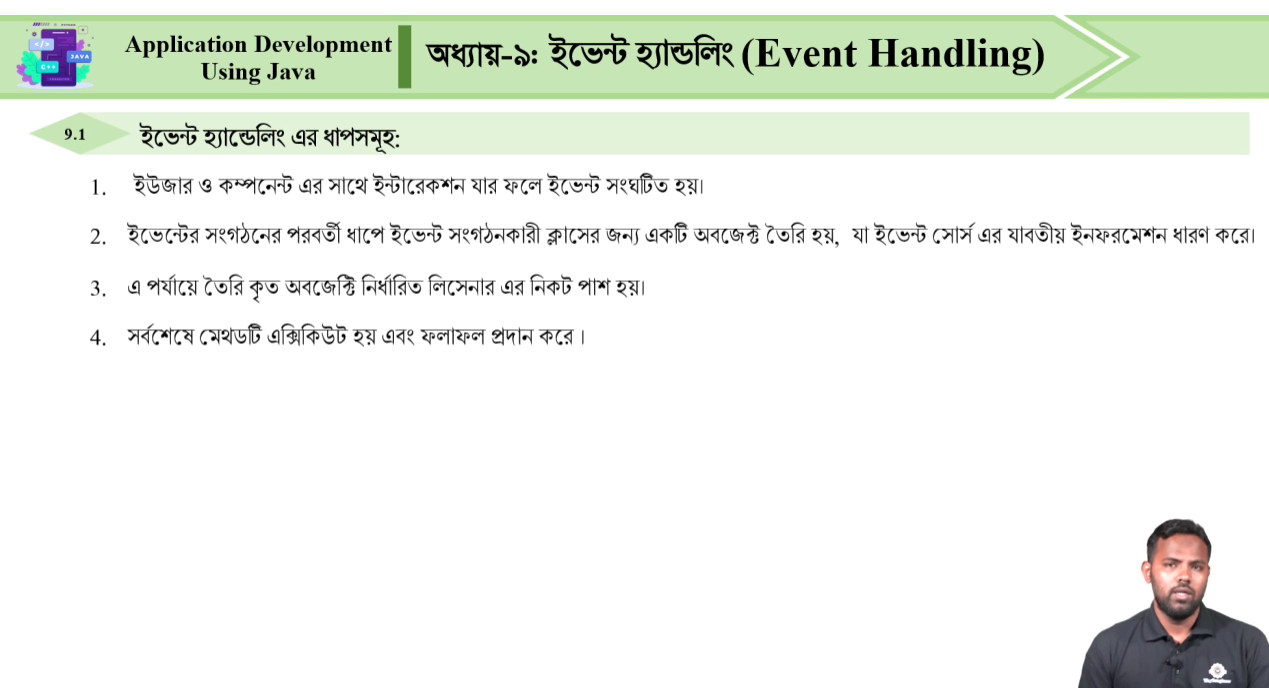 Application Development
Using Java
অধ্যায়-৯: ইভেন্ট হ্যান্ডলিং (Event Handling)
9.1 ইভেন্ট হ্যান্ডেলিং এর ধাপসমূহ:
1. ইউজার ও কম্পনেন্ট এর সাথে ইন্টারেকশন যার ফলে ইভেন্ট সংঘটিত হয়।
2. ইভেন্টের সংগঠনের পরবর্তী ধাপে ইভেন্ট সংগঠনকারী ক্লাসের জন্য একটি অবজেক্ট তৈরি হয়, যা ইভেন্ট সোর্স এর যাবতীয় ইনফরমেশন ধারণ করে।
3. এ পর্যায়ে তৈরি কৃত অবজেক্টি নির্ধারিত লিসেনার এর নিকট পাশ হয়।
4. সর্বশেষে মেথডটি এক্সিকিউট হয় এবং ফলাফল প্রদান করে ।